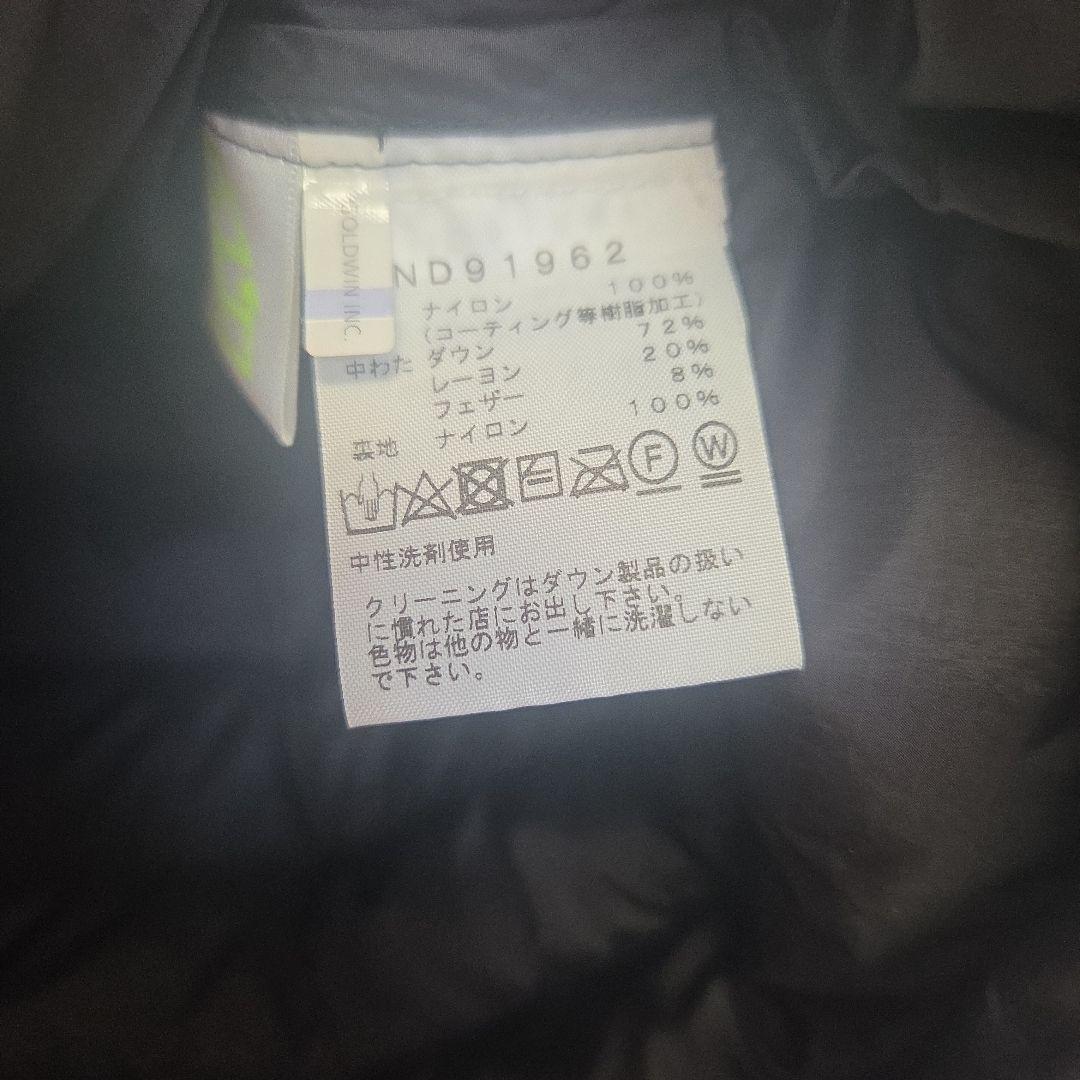 GOLDWIN INC.
ND91962
ナイロン 100%
(コーティング等樹脂加工)
中わた ダウン 72%
レーヨン 20%
フェザー 8%
裏地 ナイロン 100%
F W
中性洗剤使用
クリーニングはダウン製品の扱い
に慣れた店にお出し下さい。
色物は他の物と一緒に洗濯しない
で下さい。